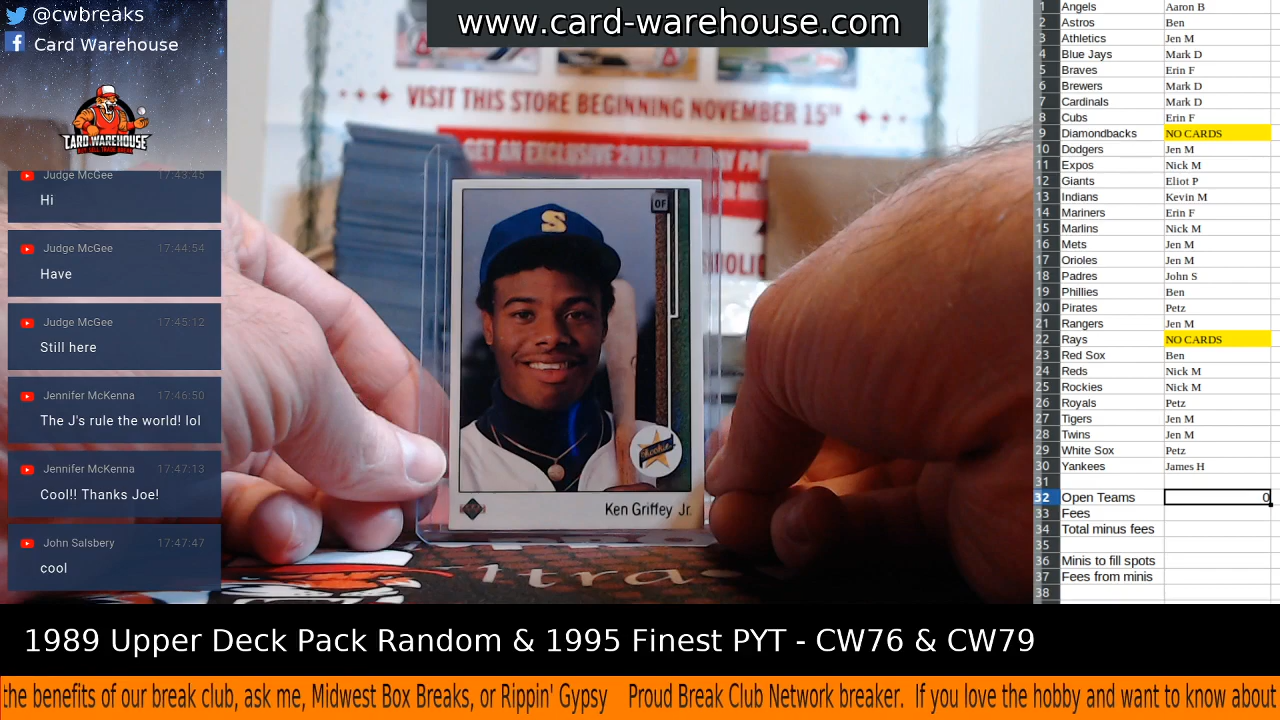 @cwbreaks
Card Warehouse
CARD WAREHOUSE
Judge McGee 17:43:45
Hi
Judge McGee 17:44:54
Have
Judge McGee 17:45:12
Still here
Jennifer McKenna 17:46:50
The J's rule the world! lol
Jennifer McKenna 17:47:13
Cool!! Thanks Joe!
John Salsbery 17:47:47
cool
www.card-warehouse.com
VISIT THIS STORE BEGINNING NOVEMBER 15th
GET AN EXCLUSIVE 2019 HOLIDAY
OF
Rookie
Ken Griffey Jr.
1 Angels Aaron B
2 Astros Ben
3 Athletics Jen M
4 Blue Jays Mark D
5 Braves Erin F
6 Brewers Mark D
7 Cardinals Mark D
8 Cubs Erin F
9 Diamondbacks NO CARDS
10 Dodgers Jen M
11 Expos Nick M
12 Giants Eliot P
13 Indians Kevin M
14 Mariners Erin F
15 Marlins Nick M
16 Mets Jen M
17 Orioles Jen M
18 Padres John S
19 Phillies Ben
20 Pirates Petz
21 Rangers Jen M
22 Rays NO CARDS
23 Red Sox Ben
24 Reds Nick M
25 Rockies Nick M
26 Royals Petz
27 Tigers Jen M
28 Twins Jen M
29 White Sox Petz
30 Yankees James H
31
32 Open Teams 0
33 Fees
34 Total minus fees
35
36 Minis to fill spots
37 Fees from minis
38
1989 Upper Deck Pack Random & 1995 Finest PYT - CW76 & CW79
the benefits of our break club, ask me, Midwest Box Breaks, or Rippin' Gypsy Proud Break Club Network breaker. If you love the hobby and want to know about